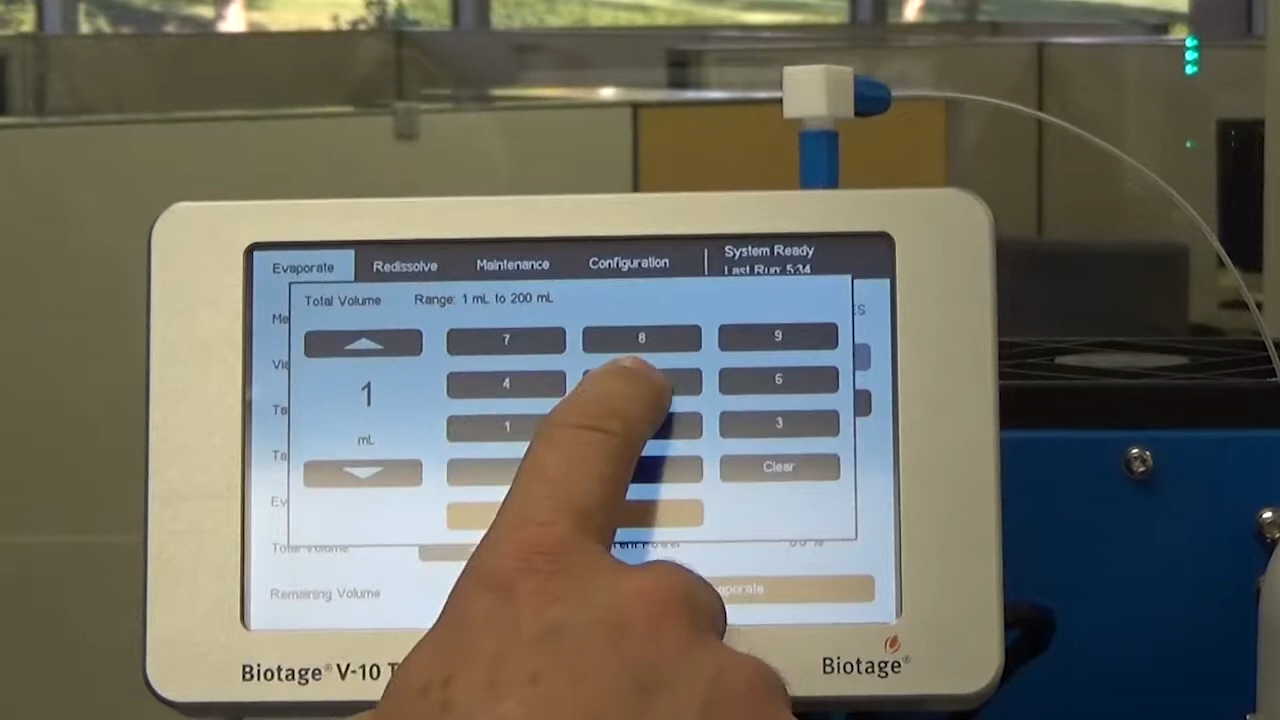 Evaporate Redissolve Maintenance Configuration System Ready
Last Run: 5:34
Total Volume Range: 1 mL to 200 mL
7 8 9
1
4 6
mL
1 3
Clear
Total Volume
Remaining Volume
Biotage® V-10
Biotage®